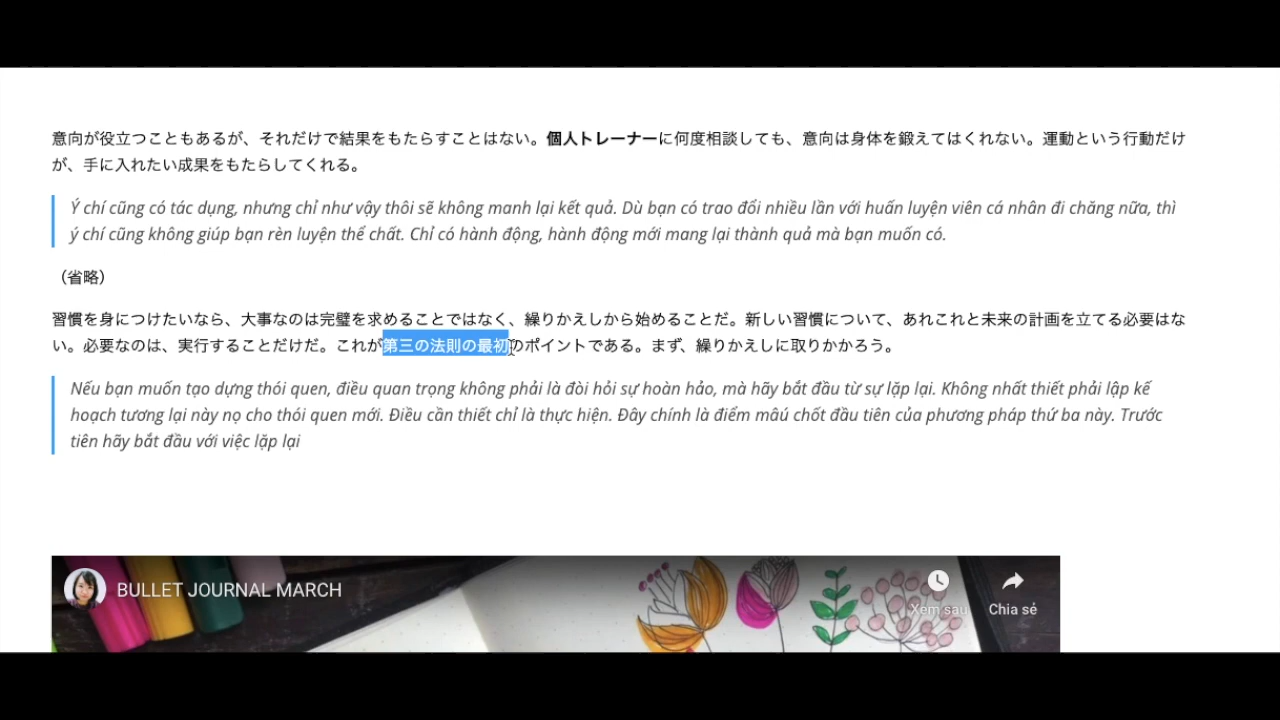 意向が役立つこともあるが、それだけで結果をもたらすことはない。個人トレーナーに何度相談しても、意向は身体を鍛えてはくれない。運動という行動だけ
が、手に入れたい成果をもたらしてくれる。
Ý chí cũng có tác dụng, nhưng chỉ như vậy thôi sẽ không manh lại kết quả. Dù bạn có trao đổi nhiều lần với huấn luyện viên cá nhân đi chăng nữa, thì
ý chí cũng không giúp bạn rèn luyện thể chất. Chỉ có hành động, hành động mới mang lại thành quả mà bạn muốn có.
（省略）
習慣を身につけたいなら、大事なのは完璧を求めることではなく、繰りかえしから始めることだ。新しい習慣について、あれこれと未来の計画を立てる必要はな
い。必要なのは、実行することだけだ。これが第三の法則の最初のポイントである。まず、繰りかえしに取りかかろう。
Nếu bạn muốn tạo dựng thói quen, điều quan trọng không phải là đòi hỏi sự hoàn hảo, mà hãy bắt đầu từ sự lặp lại. Không nhất thiết phải lập kế
hoạch tương lại này nọ cho thói quen mới. Điều cần thiết chỉ là thực hiện. Đây chính là điểm mấu chốt đầu tiên của phương pháp thứ ba này. Trước
tiên hãy bắt đầu với việc lặp lại
BULLET JOURNAL MARCH
Xem sau
Chia sẻ